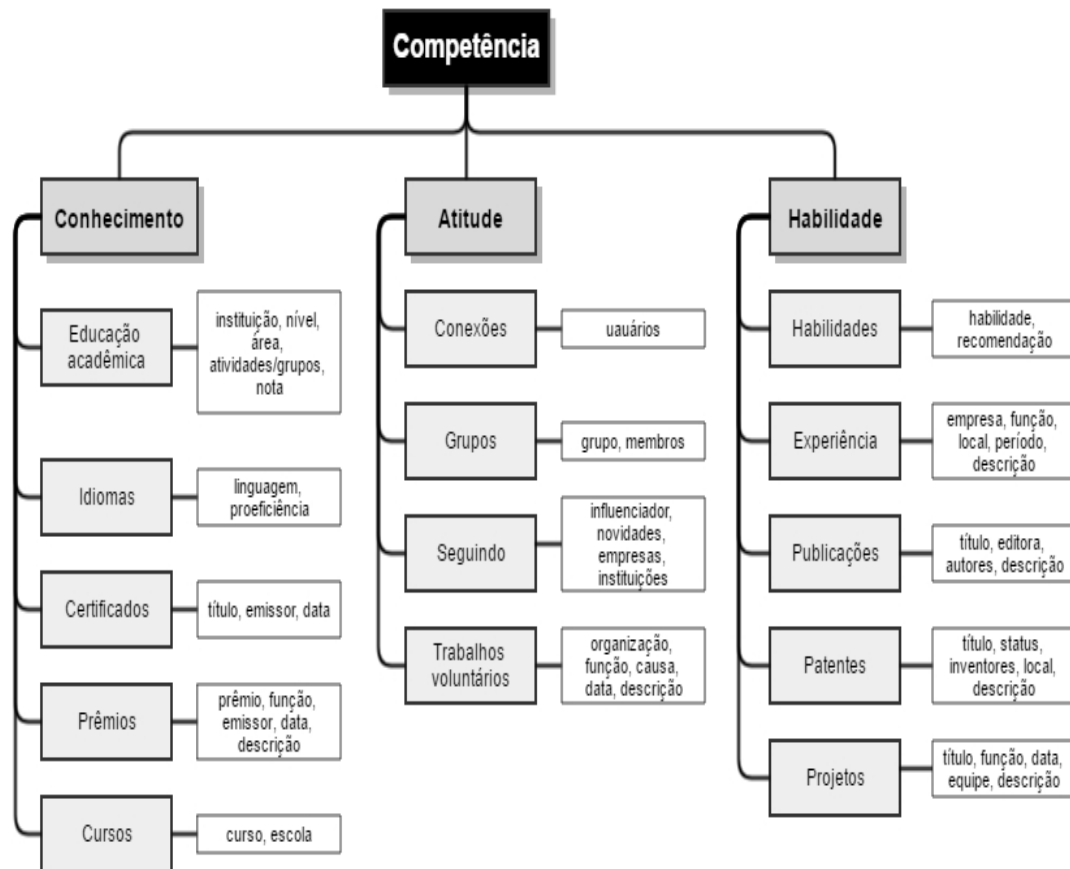 Competência
Conhecimento
Educação
acadêmica
instituição, nível,
área,
atividades/grupos,
nota
Idiomas
linguagem,
proeficiência
Certificados
título, emissor, data
Prêmios
prêmio, função,
emissor, data,
descrição
Cursos
curso, escola
Atitude
Conexões
uauários
Grupos
grupo, membros
Seguindo
influenciador,
novidades,
empresas,
instituições
Trabalhos
voluntários
organização,
função, causa,
data, descrição
Habilidade
Habilidades
habilidade,
recomendação
Experiência
empresa, função,
local, período,
descrição
Publicações
título, editora,
autores, descrição
Patentes
título, status,
inventores, local,
descrição
Projetos
título, função, data,
equipe, descrição